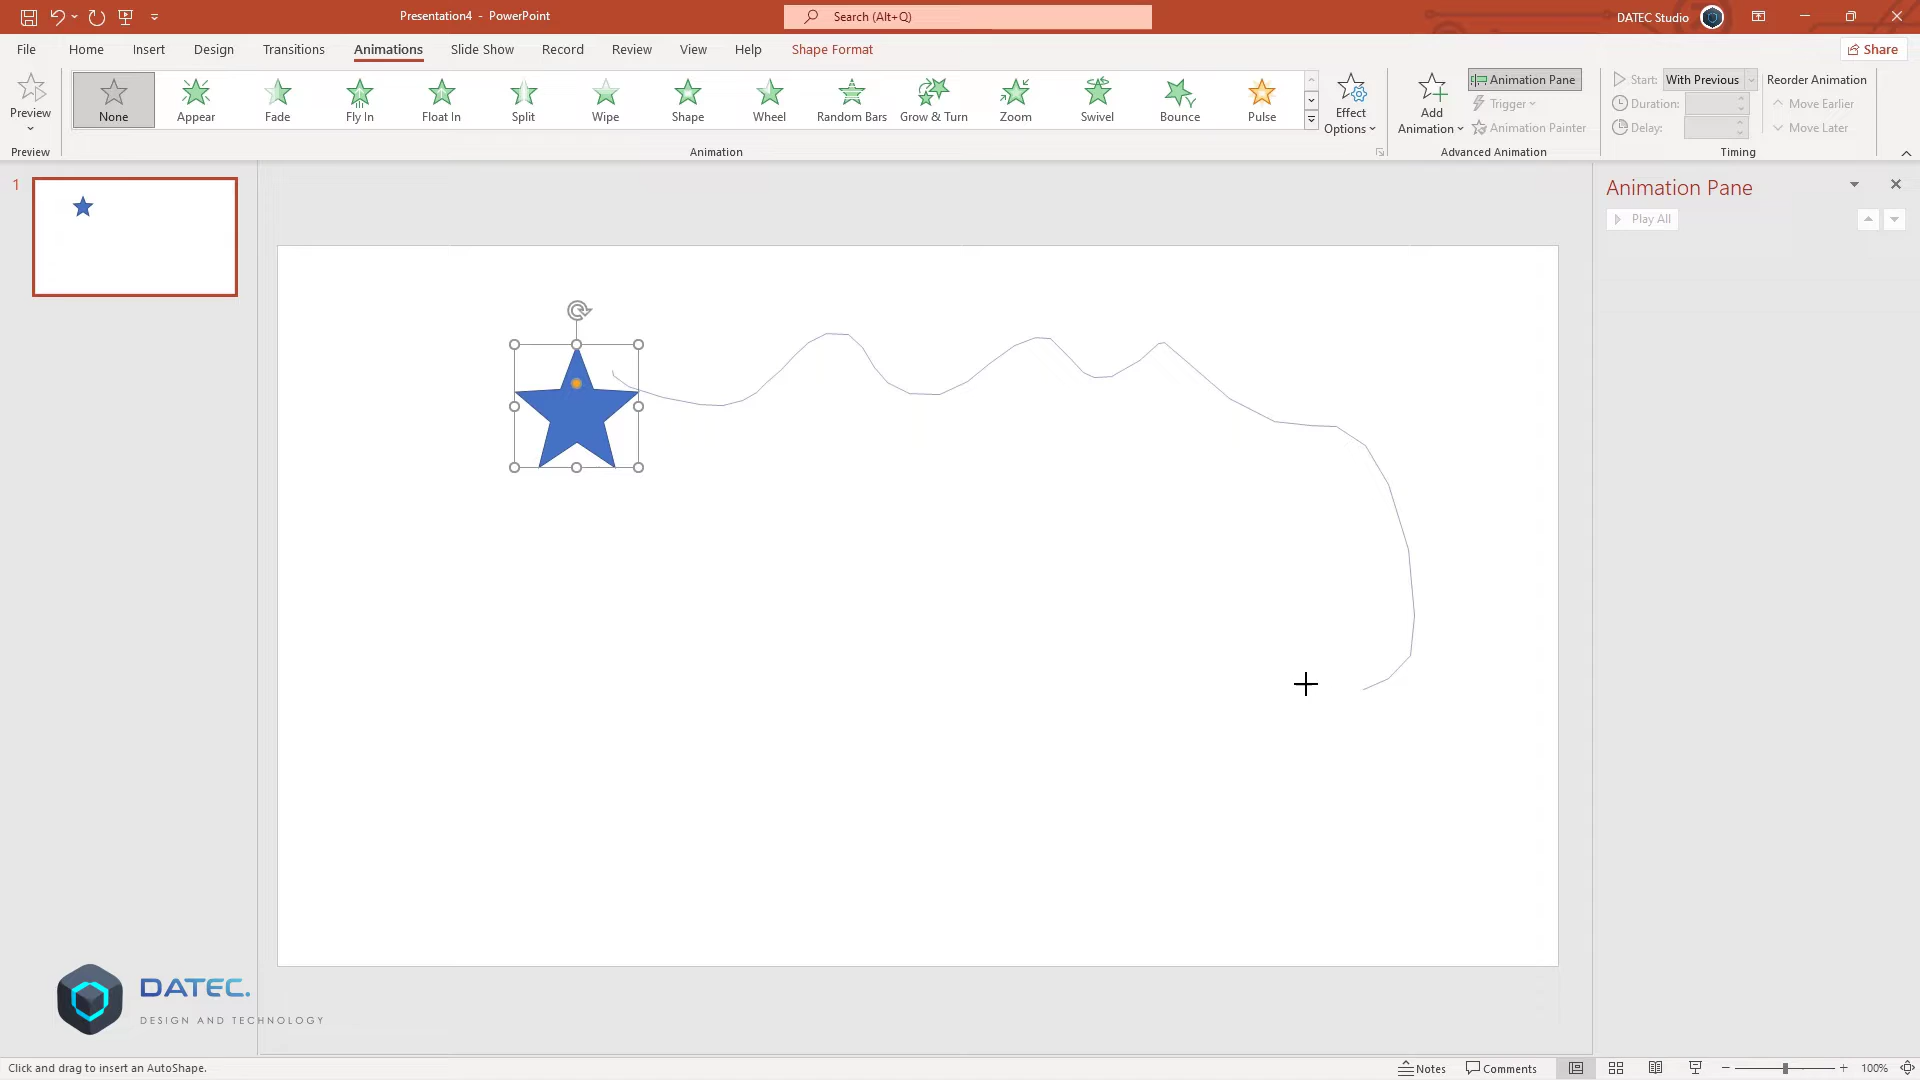 Presentation4 - PowerPoint
Search (Alt+Q)
DATEC Studio
File Home Insert Design Transitions Animations Slide Show Record Review View Help Shape Format
Share
Preview
Preview
None
Appear
Fade
Fly In
Float In
Split
Wipe
Shape
Wheel
Random Bars
Grow & Turn
Zoom
Swivel
Bounce
Pulse
Animation
Effect
Options
Add
Animation
Animation Pane
Trigger
Animation Painter
Advanced Animation
Start: With Previous
Duration:
Delay:
Reorder Animation
Move Earlier
Move Later
Timing
1
Animation Pane
Play All
DATEC.
DESIGN AND TECHNOLOGY
Click and drag to insert an AutoShape.
Notes
Comments
100%